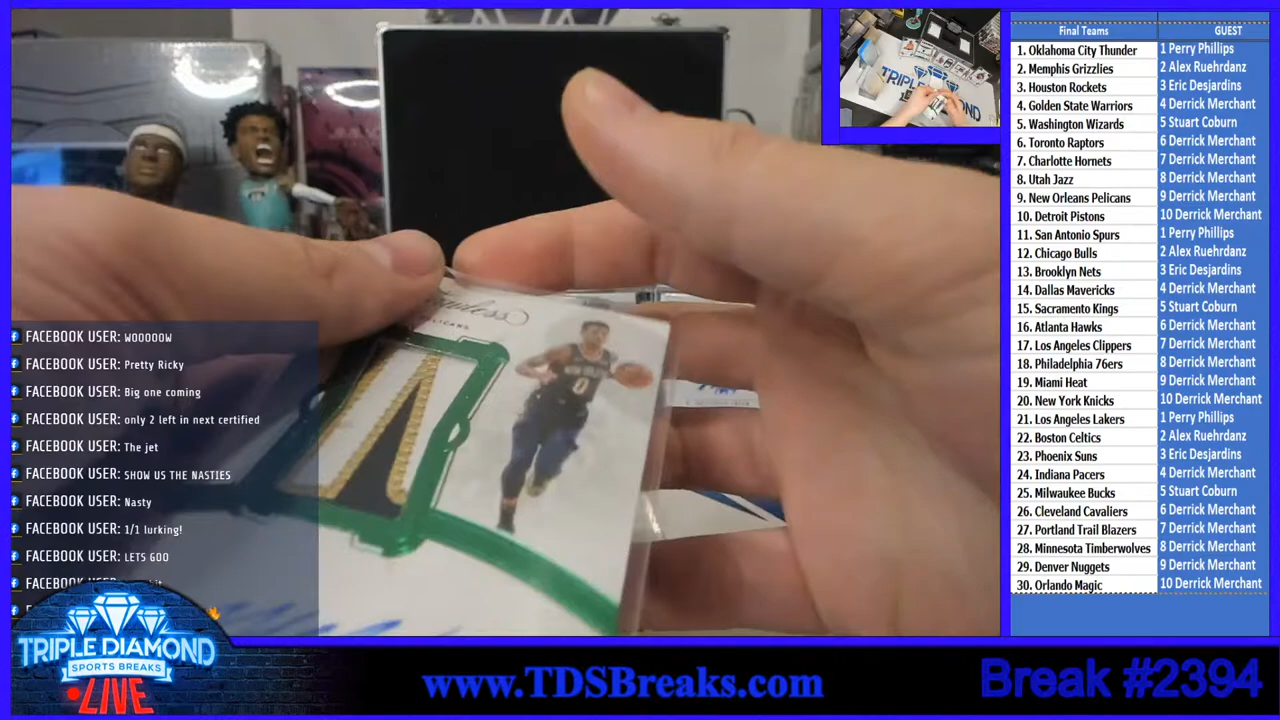 Final Teams GUEST
1. Oklahoma City Thunder 1 Perry Phillips
2. Memphis Grizzlies 2 Alex Ruehrdanz
3. Houston Rockets 3 Eric Desjardins
4. Golden State Warriors 4 Derrick Merchant
5. Washington Wizards 5 Stuart Coburn
6. Toronto Raptors 6 Derrick Merchant
7. Charlotte Hornets 7 Derrick Merchant
8. Utah Jazz 8 Derrick Merchant
9. New Orleans Pelicans 9 Derrick Merchant
10. Detroit Pistons 10 Derrick Merchant
11. San Antonio Spurs 1 Perry Phillips
12. Chicago Bulls 2 Alex Ruehrdanz
13. Brooklyn Nets 3 Eric Desjardins
14. Dallas Mavericks 4 Derrick Merchant
15. Sacramento Kings 5 Stuart Coburn
16. Atlanta Hawks 6 Derrick Merchant
17. Los Angeles Clippers 7 Derrick Merchant
18. Philadelphia 76ers 8 Derrick Merchant
19. Miami Heat 9 Derrick Merchant
20. New York Knicks 10 Derrick Merchant
21. Los Angeles Lakers 1 Perry Phillips
22. Boston Celtics 2 Alex Ruehrdanz
23. Phoenix Suns 3 Eric Desjardins
24. Indiana Pacers 4 Derrick Merchant
25. Milwaukee Bucks 5 Stuart Coburn
26. Cleveland Cavaliers 6 Derrick Merchant
27. Portland Trail Blazers 7 Derrick Merchant
28. Minnesota Timberwolves 8 Derrick Merchant
29. Denver Nuggets 9 Derrick Merchant
30. Orlando Magic 10 Derrick Merchant
TRIPLE
DIAMOND
0
FACEBOOK USER: WOOOOOW
FACEBOOK USER: Pretty Ricky
FACEBOOK USER: Big one coming
FACEBOOK USER: only 2 left in next certified
FACEBOOK USER: The jet
FACEBOOK USER: SHOW US THE NASTIES
FACEBOOK USER: Nasty
FACEBOOK USER: 1/1 lurking!
FACEBOOK USER: LETS GOO
FACEBOOK
TRIPLE DIAMOND
SPORTS BREAKS
LIVE
www.TDSBreaks.com
Break #2394